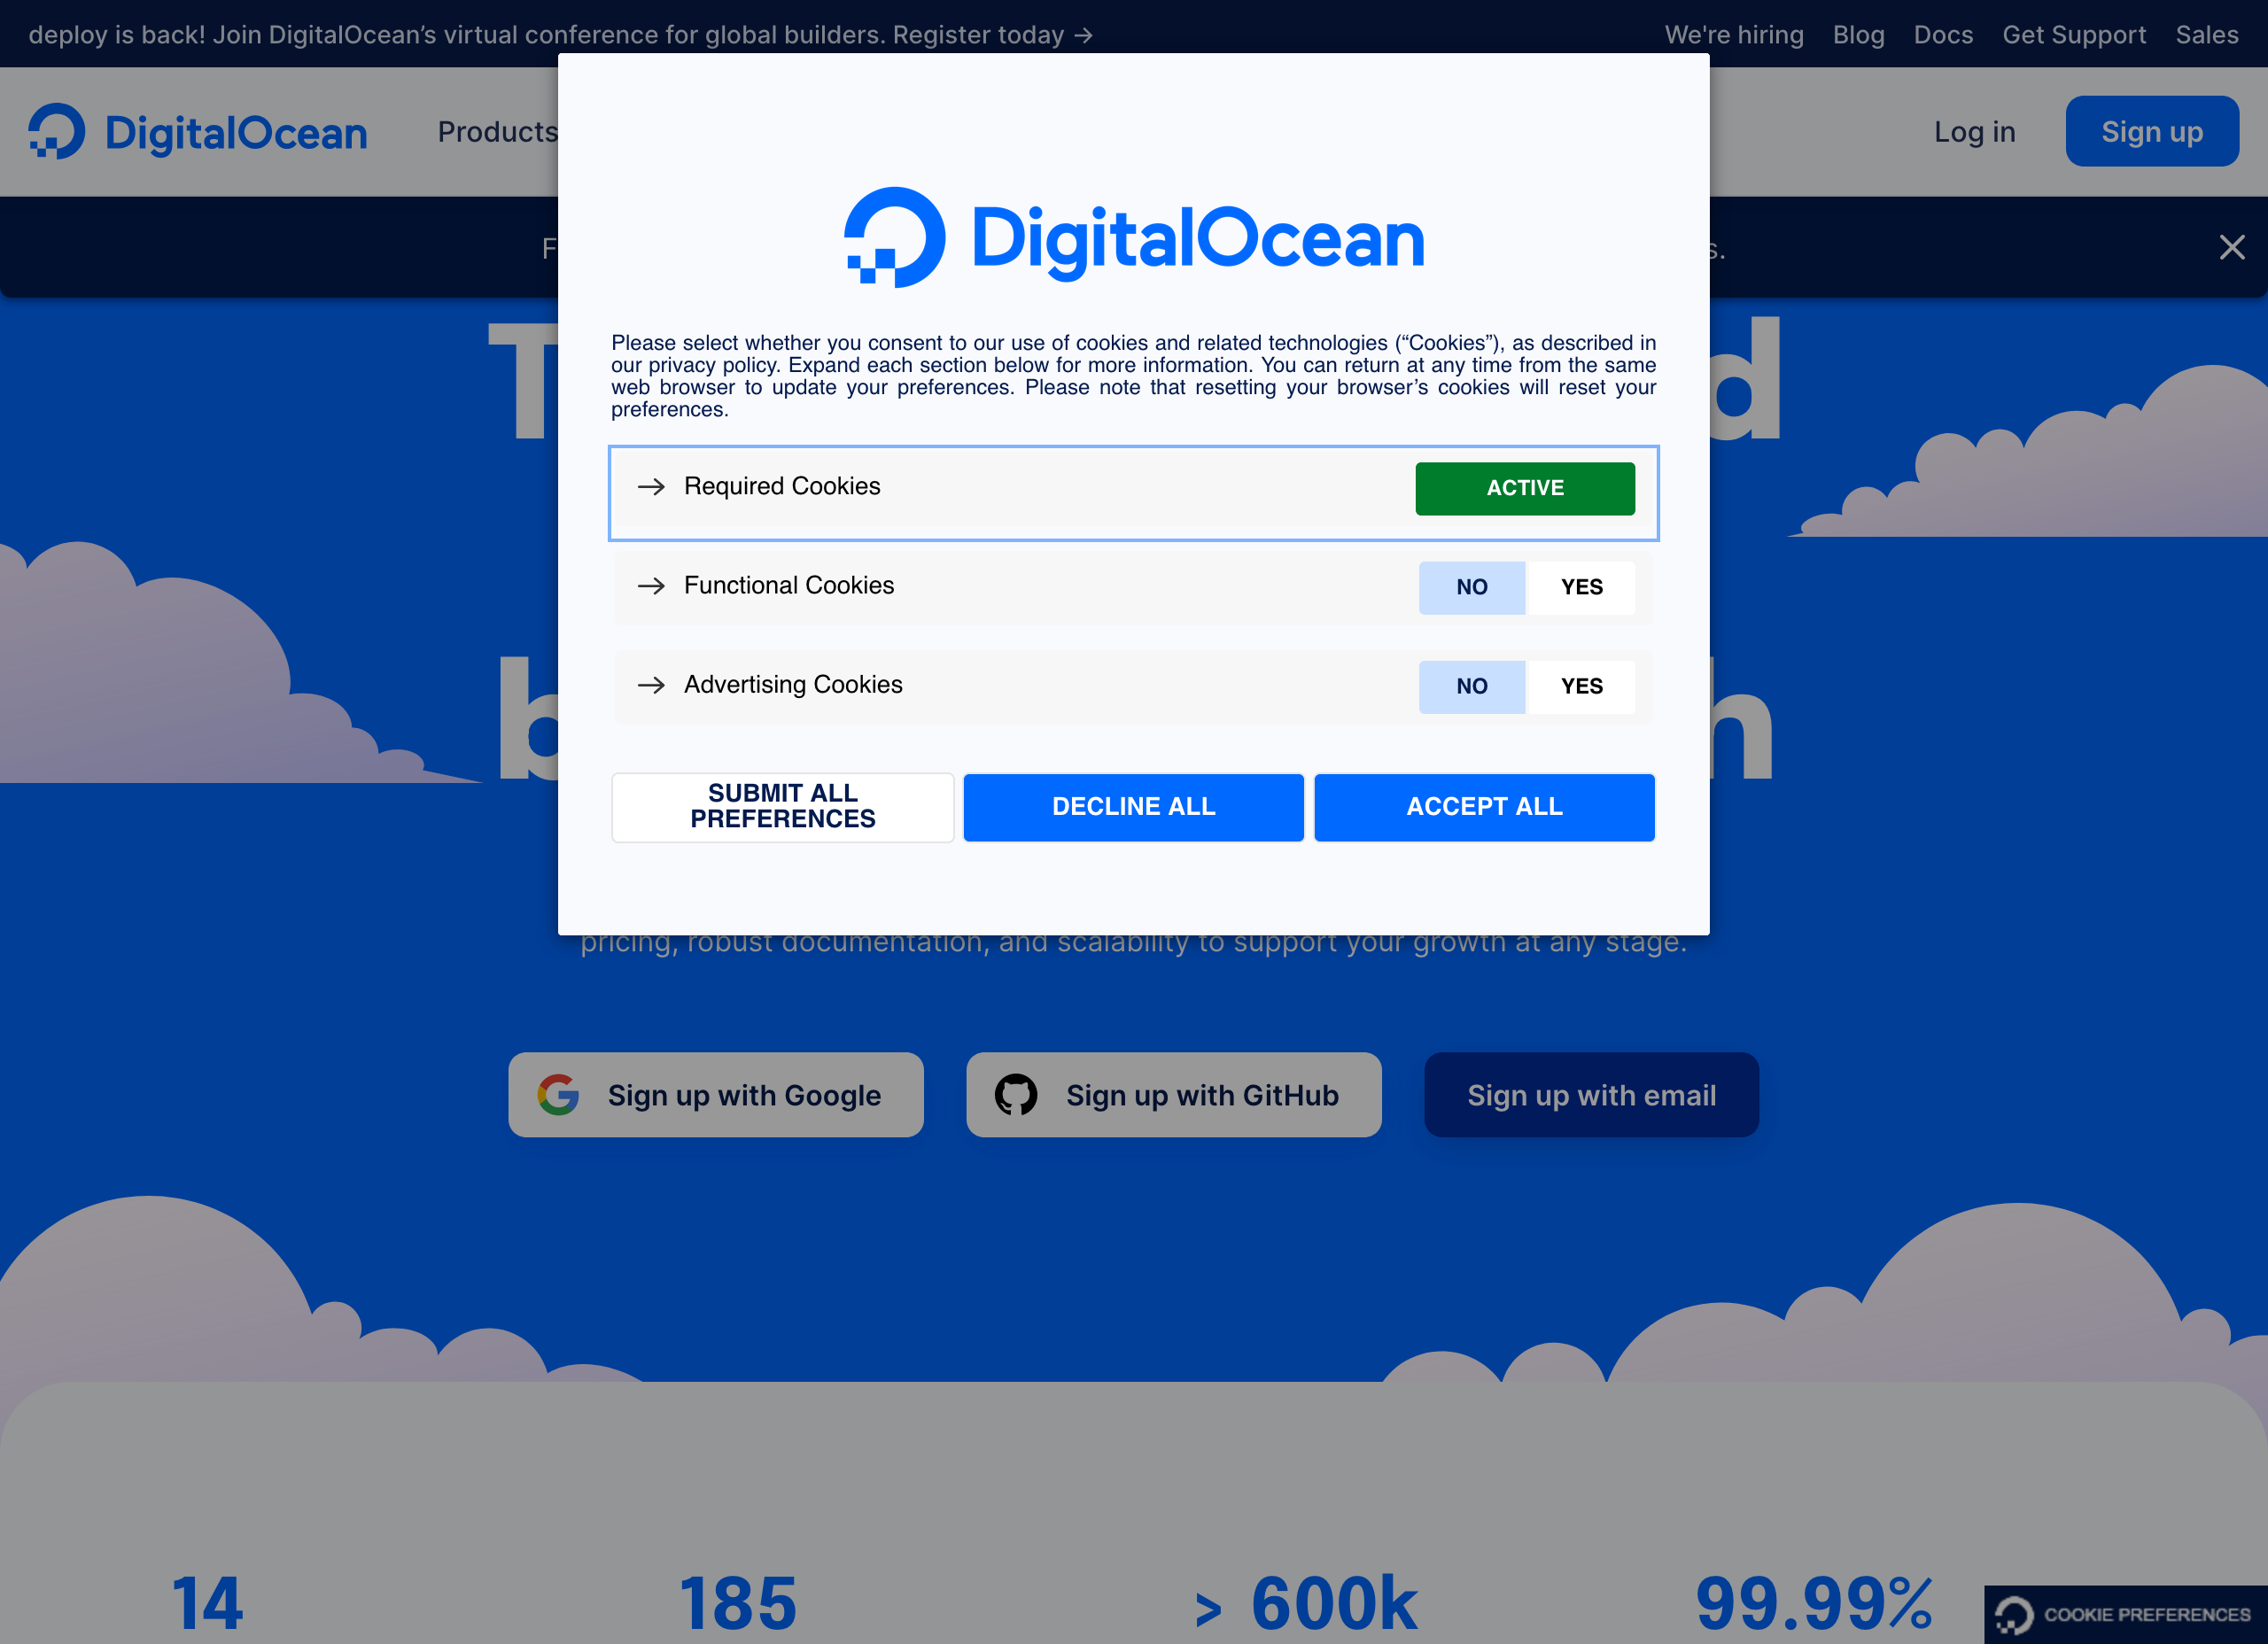 deploy is back! Join DigitalOcean’s virtual conference for global builders. Register today →
We're hiring Blog Docs Get Support Sales
DigitalOcean
Products
Log in
Sign up
DigitalOcean
Please select whether you consent to our use of cookies and related technologies (“Cookies”), as described in
our privacy policy. Expand each section below for more information. You can return at any time from the same
web browser to update your preferences. Please note that resetting your browser’s cookies will reset your
preferences.
Required Cookies
ACTIVE
Functional Cookies
NO YES
Advertising Cookies
NO YES
SUBMIT ALL
PREFERENCES
DECLINE ALL
ACCEPT ALL
pricing, robust documentation, and scalability to support your growth at any stage.
Sign up with Google
Sign up with GitHub
Sign up with email
14
185
> 600k
99.99%
COOKIE PREFERENCES